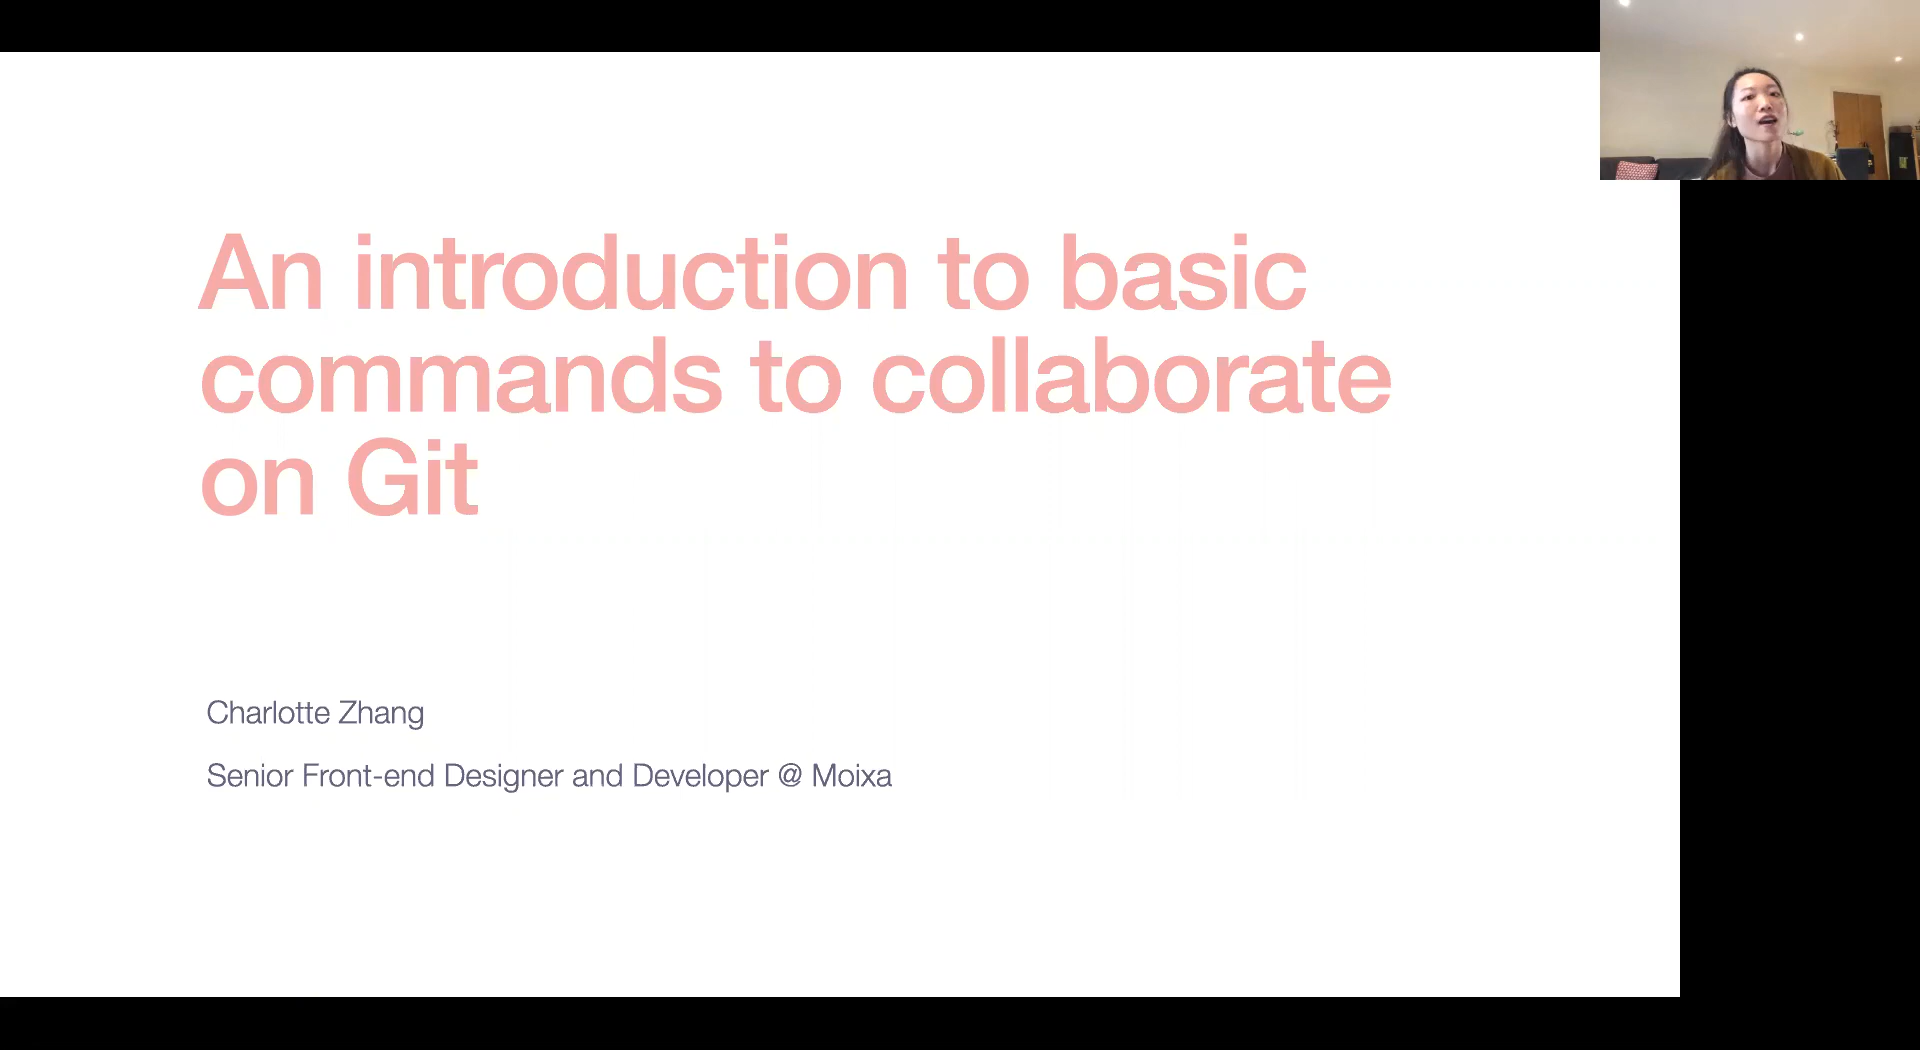 An introduction to basic
commands to collaborate
on Git
Charlotte Zhang
Senior Front-end Designer and Developer @ Moixa